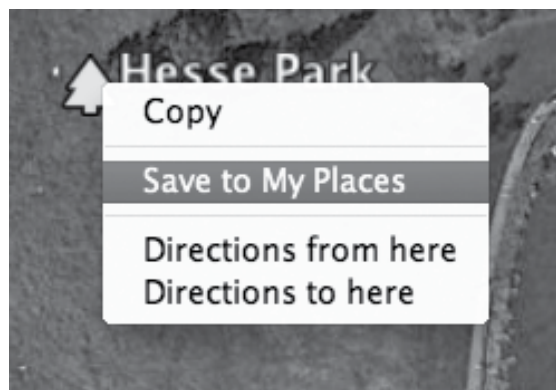 Hesse Park
Copy
Save to My Places
Directions from here
Directions to here